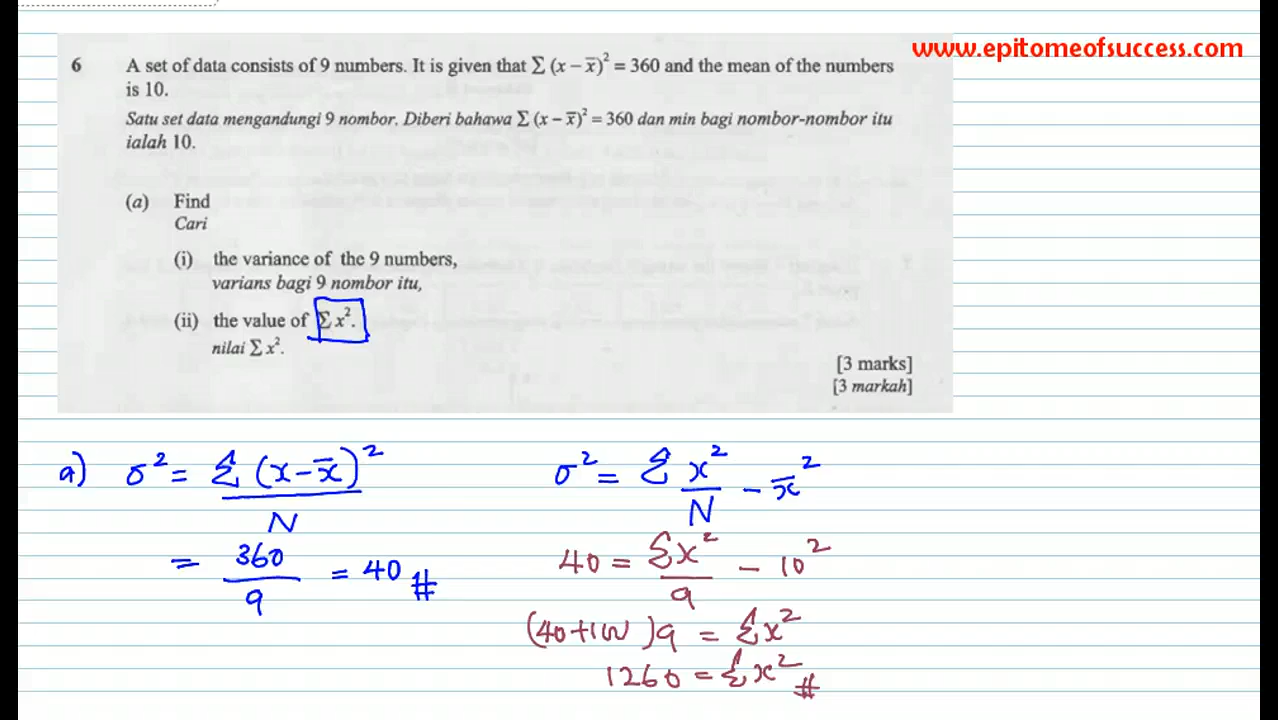 www.epitomeofsuccess.com
6 A set of data consists of 9 numbers. It is given that Σ (x – x̄)² = 360 and the mean of the numbers
is 10.
Satu set data mengandungi 9 nombor. Diberi bahawa Σ (x – x̄)² = 360 dan min bagi nombor-nombor itu
ialah 10.
(a) Find
Cari
(i) the variance of the 9 numbers,
varians bagi 9 nombor itu,
(ii) the value of Σ x².
nilai Σ x².
[3 marks]
[3 markah]
a) σ² = Σ (x – x̄)² / N
= 360 / 9 = 40 #
σ² = Σ x² / N – x̄²
40 = Σx² / 9 – 10²
(40+100)9 = Σx²
1260 = Σx² #